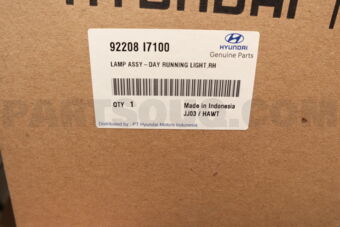 HYUNDAI
92208 I7100
HYUNDAI
Genuine Parts
LAMP ASSY-DAY RUNNING LIGHT,RH
QTY 1
Made in Indonesia
JJ03 / HAWT
Distributed by : PT Hyundai Motors Indonesia